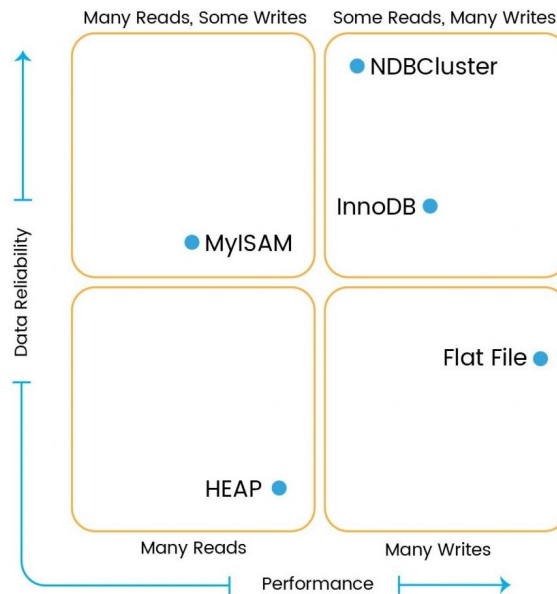 Many Reads, Some Writes
Some Reads, Many Writes
NDBCluster
InnoDB
MyISAM
Data Reliability
Flat File
HEAP
Many Reads
Many Writes
Performance